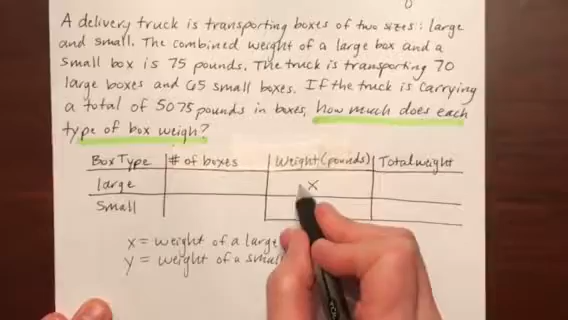 A delivery truck is transporting boxes of two sizes: large
and small. The combined weight of a large box and a
small box is 75 pounds. The truck is transporting 70
large boxes and 65 small boxes. If the truck is carrying
a total of 5075 pounds in boxes, how much does each
type of box weigh?
Box Type # of boxes Weight (pounds) Total weight
large x
small
x = weight of a large
y = weight of a small